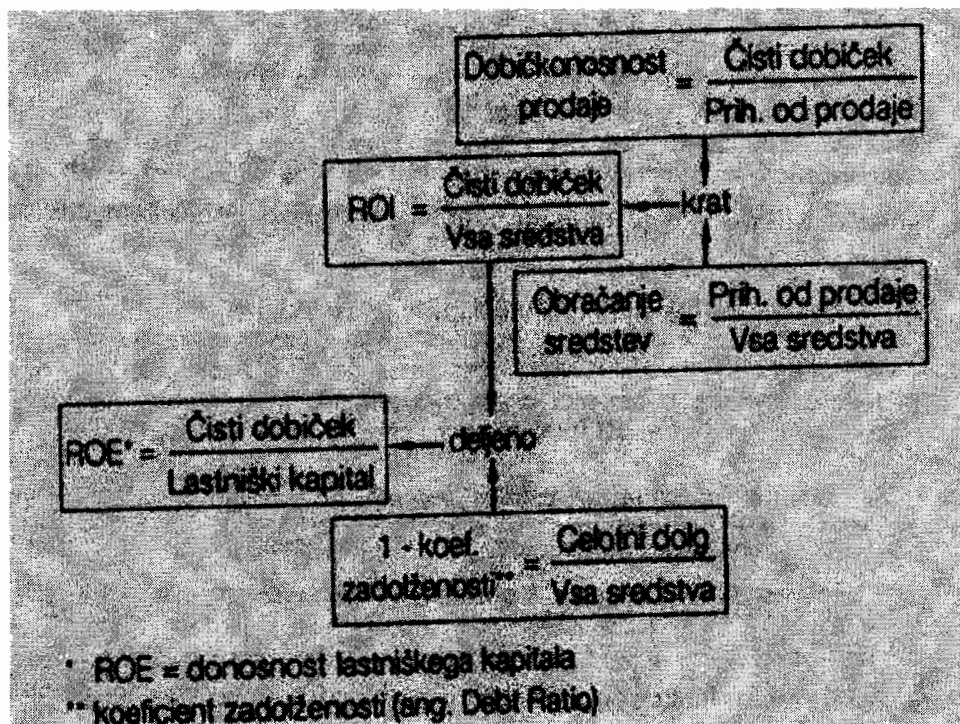 Dobičkonosnost prodaje = Čisti dobiček / Prih. od prodaje
ROI = Čisti dobiček / Vsa sredstva
krat
Obračanje sredstev = Prih. od prodaje / Vsa sredstva
ROE* = Čisti dobiček / Lastniški kapital
deljeno
1 - koef. zadolženosti** = Celotni dolg / Vsa sredstva
* ROE = donosnost lastniškega kapitala
** koeficient zadolženosti (ang. Debt Ratio)